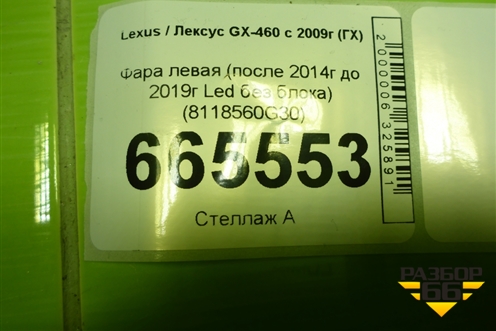 Lexus / Лексус GX-460 с 2009г (ГХ)
Фара левая (после 2014г до
2019г Led без блока)
(8118560G30)
665553
Стеллаж А
2000006325891
РАЗБОР
66